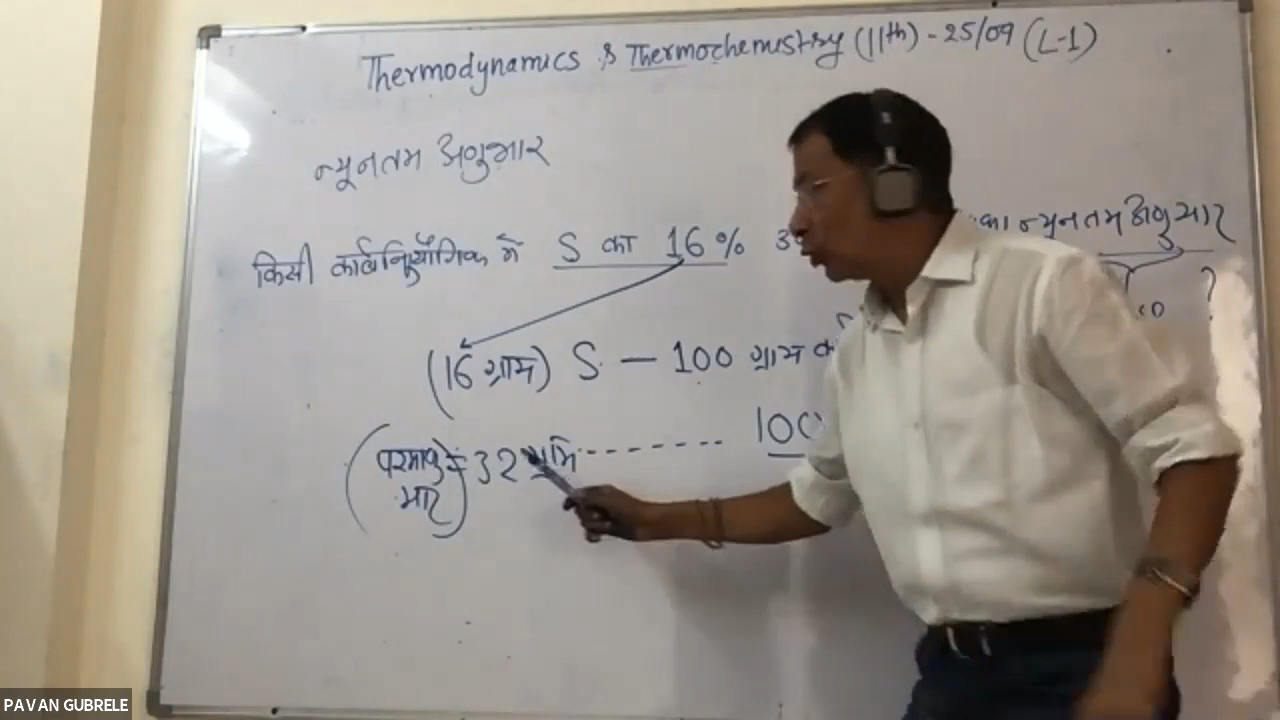 Thermodynamics & Thermochemistry (11th) - 25/09 (L-1)
न्यूनतम अणुभार
किसी कार्बनिक यौगिक में S का 16% का न्यूनतम अणुभार
?
(16 ग्राम) S - 100 ग्राम
(परमाणु भार) = 32 ग्राम ------- 100
PAVAN GUBRELE